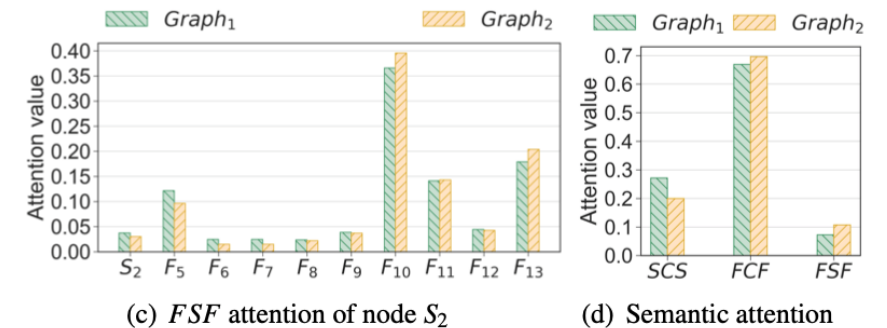 Graph₁ Graph₂
Attention value
0.40
0.35
0.30
0.25
0.20
0.15
0.10
0.05
0.00
S₂ F₅ F₆ F₇ F₈ F₉ F₁₀ F₁₁ F₁₂ F₁₃
(c) FSF attention of node S₂
Graph₁ Graph₂
Attention value
0.7
0.6
0.5
0.4
0.3
0.2
0.1
0.0
SCS FCF FSF
(d) Semantic attention